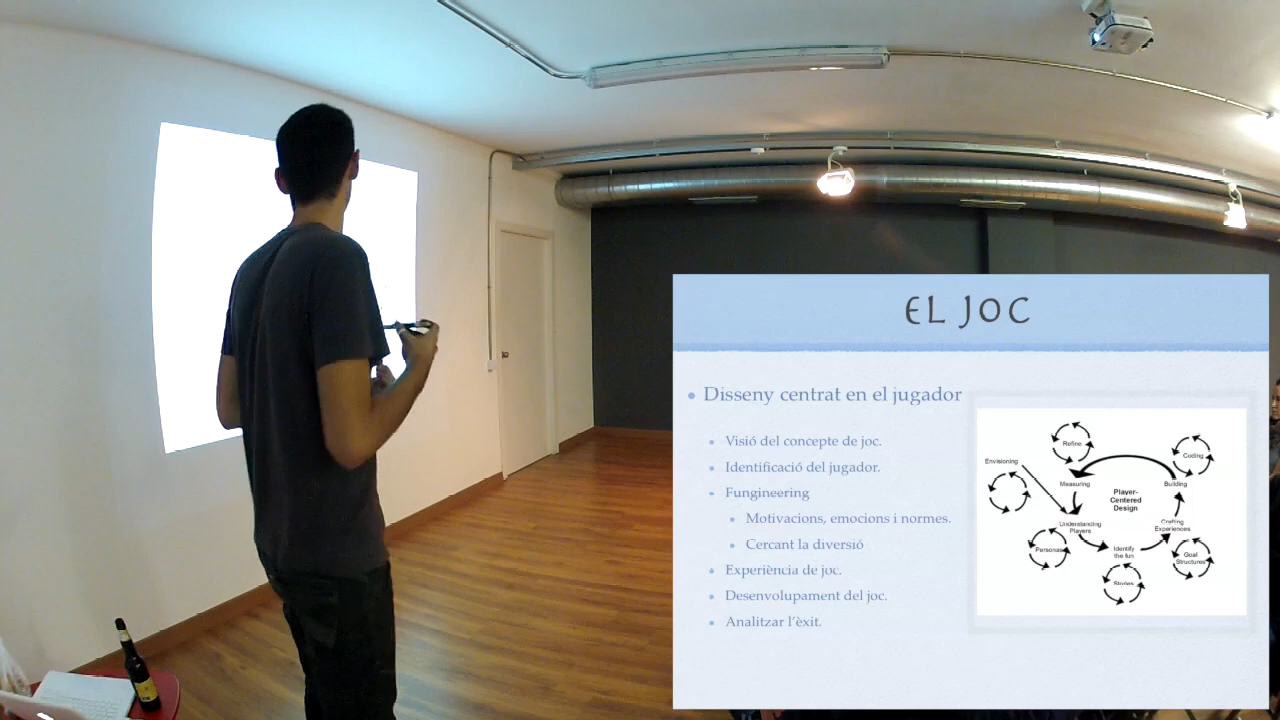 EL JOC
• Disseny centrat en el jugador
• Visió del concepte de joc.
• Identificació del jugador.
• Fungineering
• Motivacions, emocions i normes.
• Cercant la diversió
• Experiència de joc.
• Desenvolupament del joc.
• Analitzar l'èxit.
Refine
Coding
Envisioning
Measuring
Building
Player-
Centered
Design
Understanding
Players
Crafting
Experiences
Personas
Identify
the fun
Goal
Structures
Stories